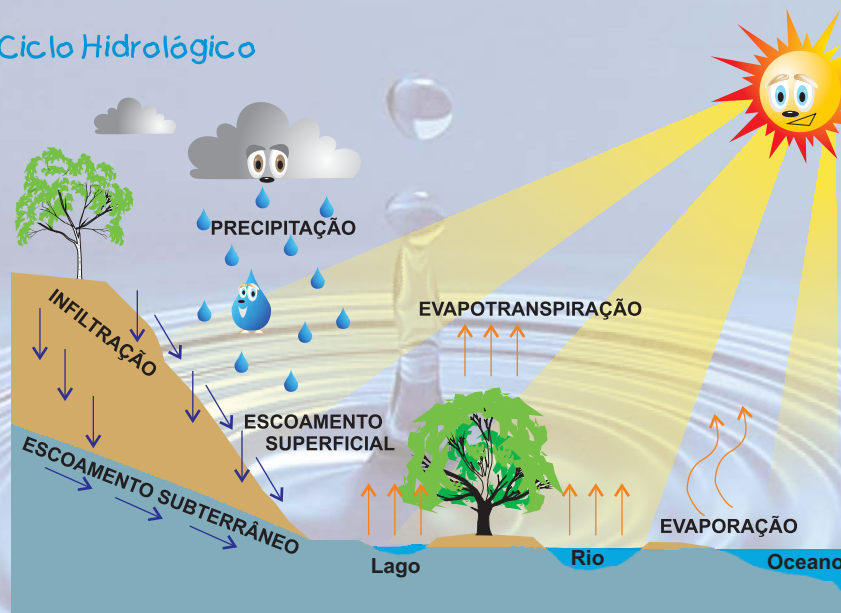 Ciclo Hidrológico
PRECIPITAÇÃO
INFILTRAÇÃO
EVAPOTRANSPIRAÇÃO
ESCOAMENTO
SUPERFICIAL
ESCOAMENTO SUBTERRÂNEO
EVAPORAÇÃO
Lago
Rio
Oceano